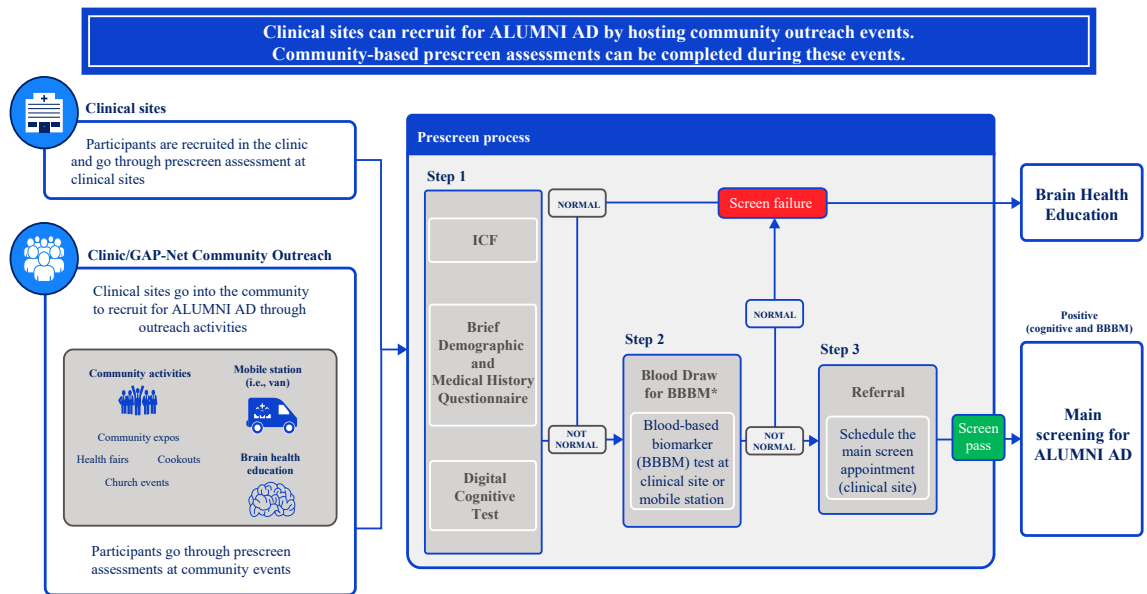 Clinical sites can recruit for ALUMNI AD by hosting community outreach events.
Community-based prescreen assessments can be completed during these events.
Clinical sites
Participants are recruited in the clinic
and go through prescreen assessment at
clinical sites
Clinic/GAP-Net Community Outreach
Clinical sites go into the community
to recruit for ALUMNI AD through
outreach activities
Community activities
Community expos
Health fairs
Cookouts
Church events
Mobile station
(i.e., van)
Brain health
education
Participants go through prescreen
assessments at community events
Prescreen process
Step 1
ICF
Brief
Demographic
and
Medical History
Questionnaire
Digital
Cognitive
Test
NORMAL
NOT
NORMAL
Step 2
Blood Draw
for BBBM*
Blood-based
biomarker
(BBBM) test at
clinical site or
mobile station
Screen failure
NORMAL
NOT
NORMAL
Step 3
Referral
Schedule the
main screen
appointment
(clinical site)
Screen
pass
Brain Health
Education
Positive
(cognitive and BBBM)
Main
screening for
ALUMNI AD